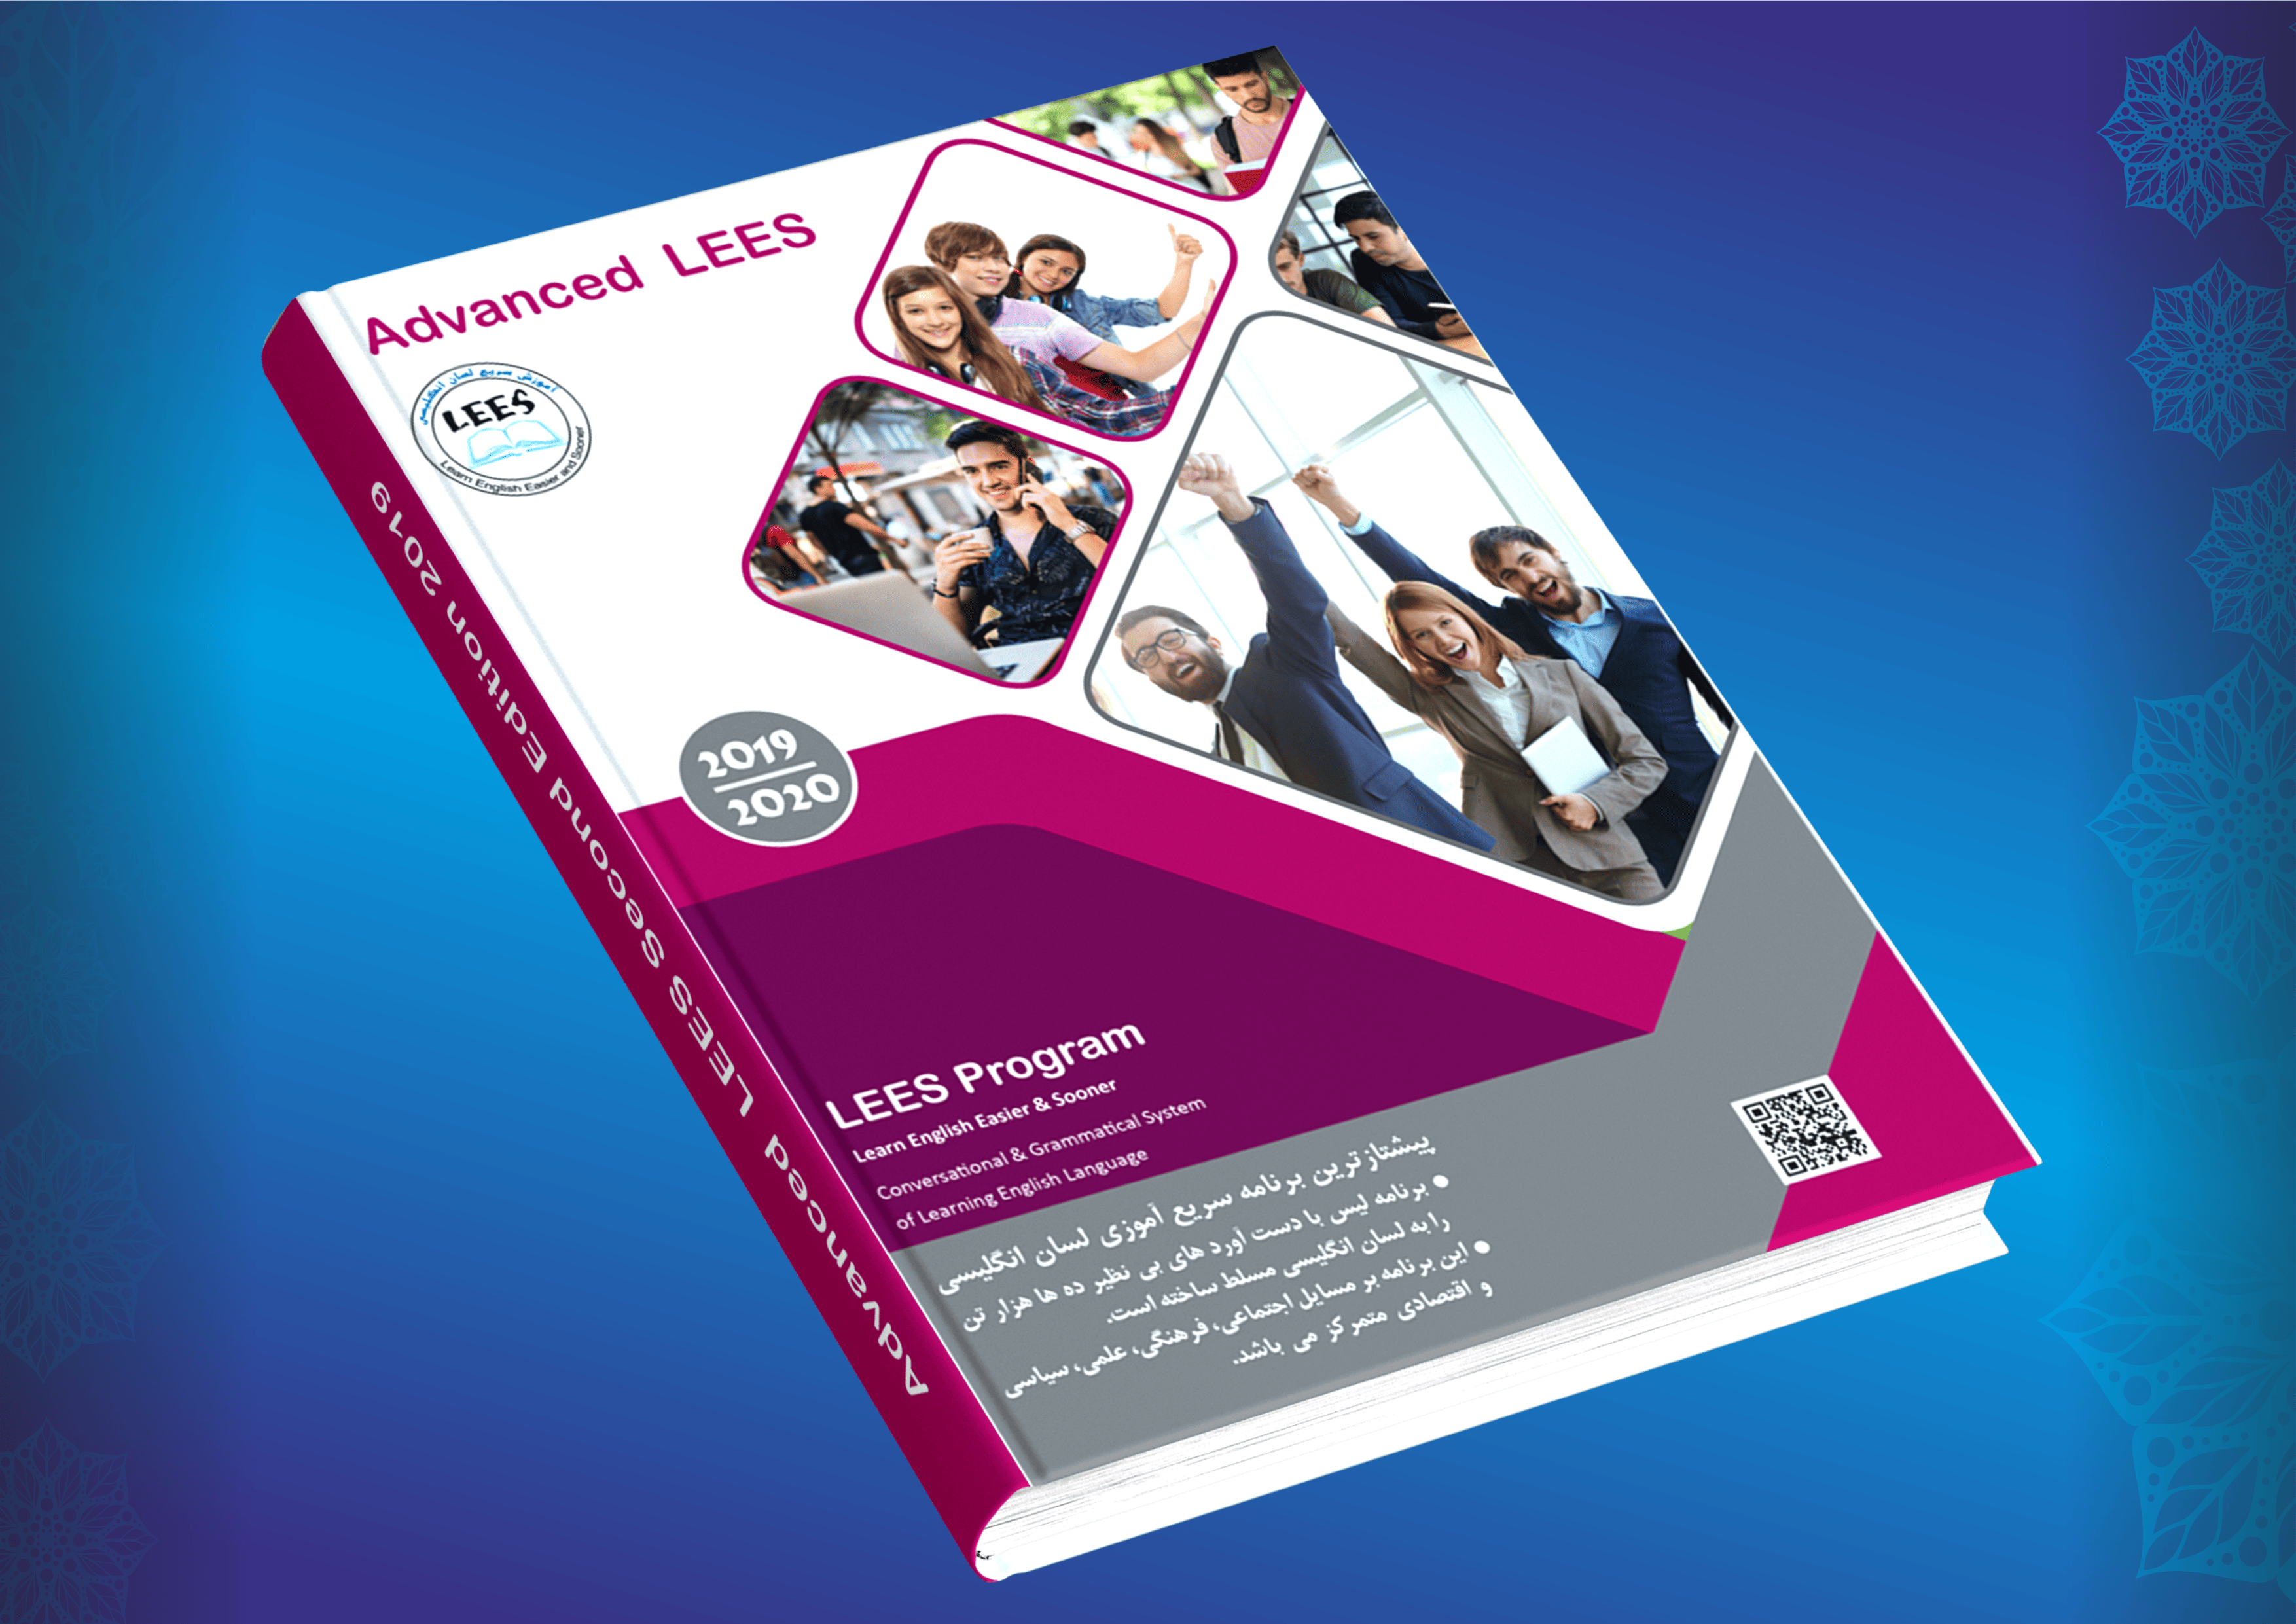 Advanced LEES
آموزش سریع لسان انگلیسی
LEES
Learn English Easier and Sooner
2019
2020
LEES Program
Learn English Easier & Sooner
Conversational & Grammatical System
of Learning English Language
پیشتاز ترین برنامه سریع آموزی لسان انگلیسی
● برنامه لیس با دست آورد های بی نظیر ده ها هزار تن
را به لسان انگلیسی مسلط ساخته است.
● این برنامه بر مسایل اجتماعی، فرهنگی، علمی، سیاسی
و اقتصادی متمرکز می باشد.
Advanced LEES Second Edition 2019